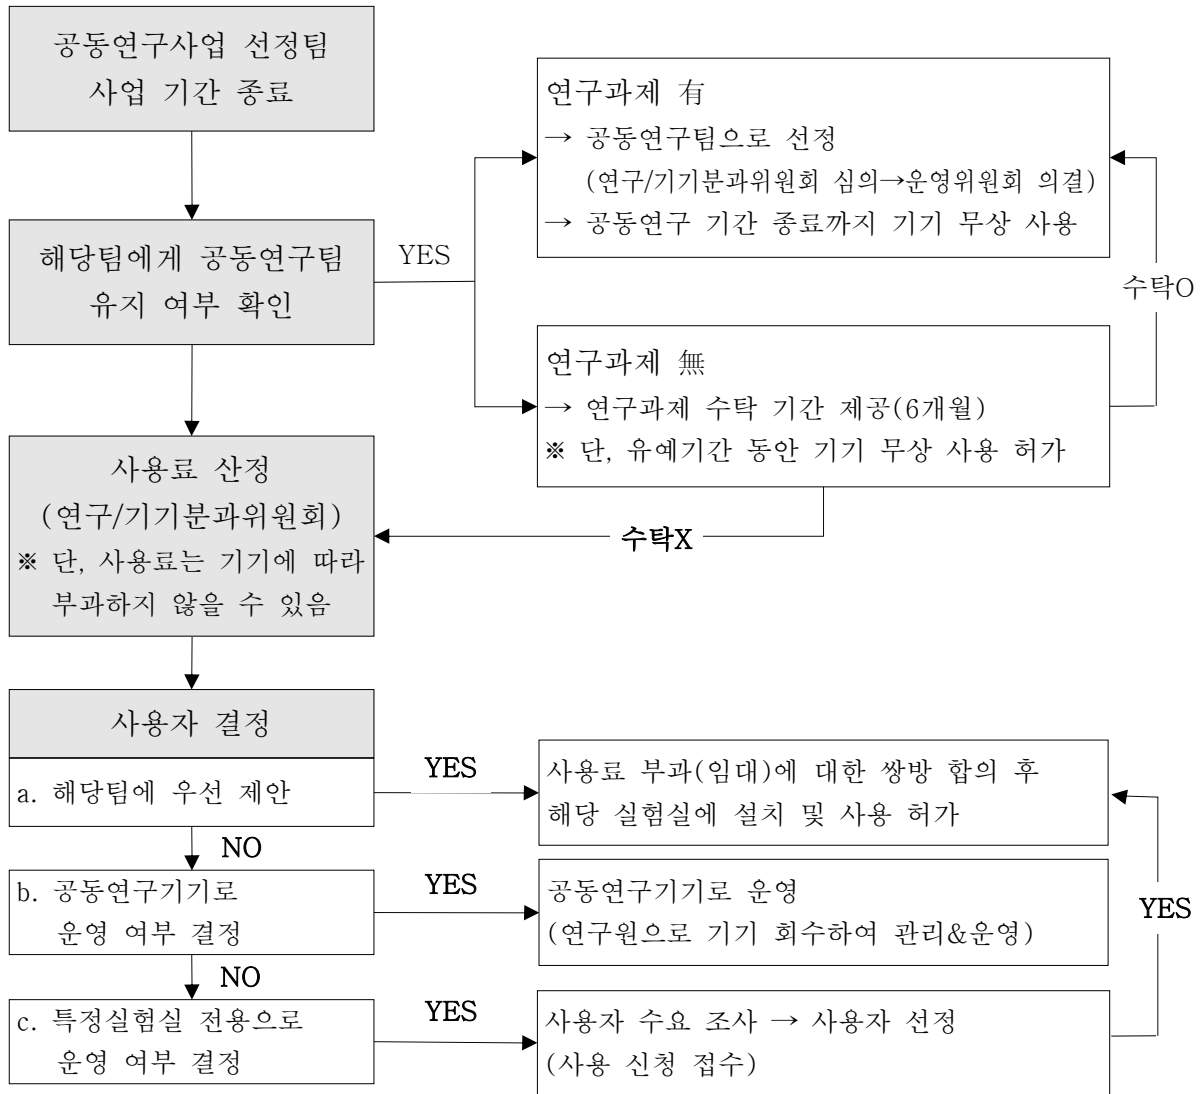 공동연구사업 선정팀
사업 기간 종료
해당팀에게 공동연구팀
유지 여부 확인
YES
연구과제 有
→ 공동연구팀으로 선정
(연구/기기분과위원회 심의→운영위원회 의결)
→ 공동연구 기간 종료까지 기기 무상 사용
수탁O
연구과제 無
→ 연구과제 수탁 기간 제공(6개월)
※ 단, 유예기간 동안 기기 무상 사용 허가
수탁X
사용료 산정
(연구/기기분과위원회)
※ 단, 사용료는 기기에 따라
부과하지 않을 수 있음
사용자 결정
a. 해당팀에 우선 제안
YES
사용료 부과(임대)에 대한 쌍방 합의 후
해당 실험실에 설치 및 사용 허가
NO
b. 공동연구기기로
운영 여부 결정
YES
공동연구기기로 운영
(연구원으로 기기 회수하여 관리&운영)
YES
NO
c. 특정실험실 전용으로
운영 여부 결정
YES
사용자 수요 조사 → 사용자 선정
(사용 신청 접수)